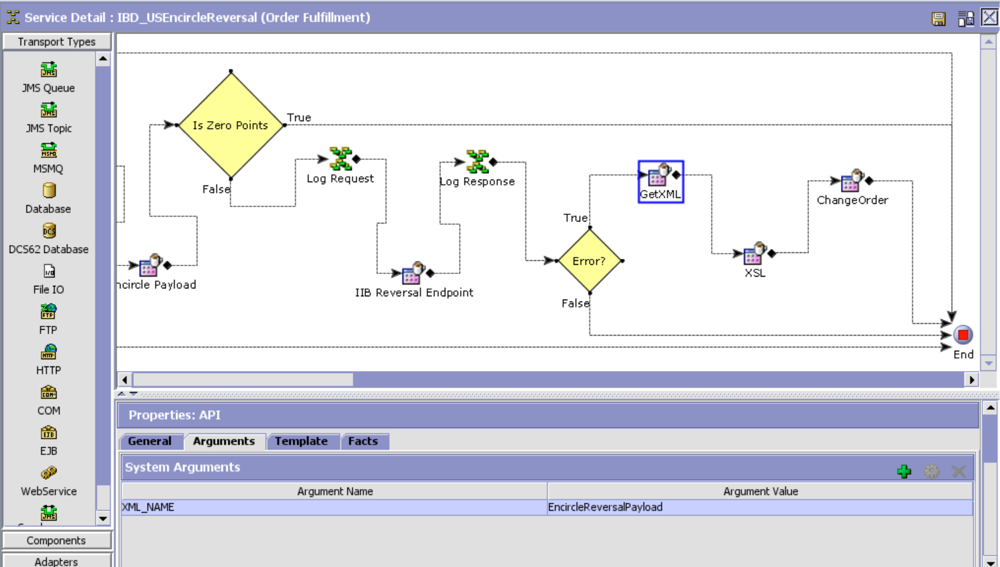 Service Detail : IBD_USEncircleReversal (Order Fulfillment)
Transport Types
JMS Queue
JMS Topic
MSMQ
Database
DCS62 Database
File IO
FTP
HTTP
COM
EJB
WebService
Components
Adapters
Is Zero Points
True
False
Log Request
Log Response
GetXML
ChangeOrder
True
Error?
False
XSL
ncircle Payload
IIB Reversal Endpoint
End
Properties: API
General Arguments Template Facts
System Arguments
Argument Name Argument Value
XML_NAME EncircleReversalPayload